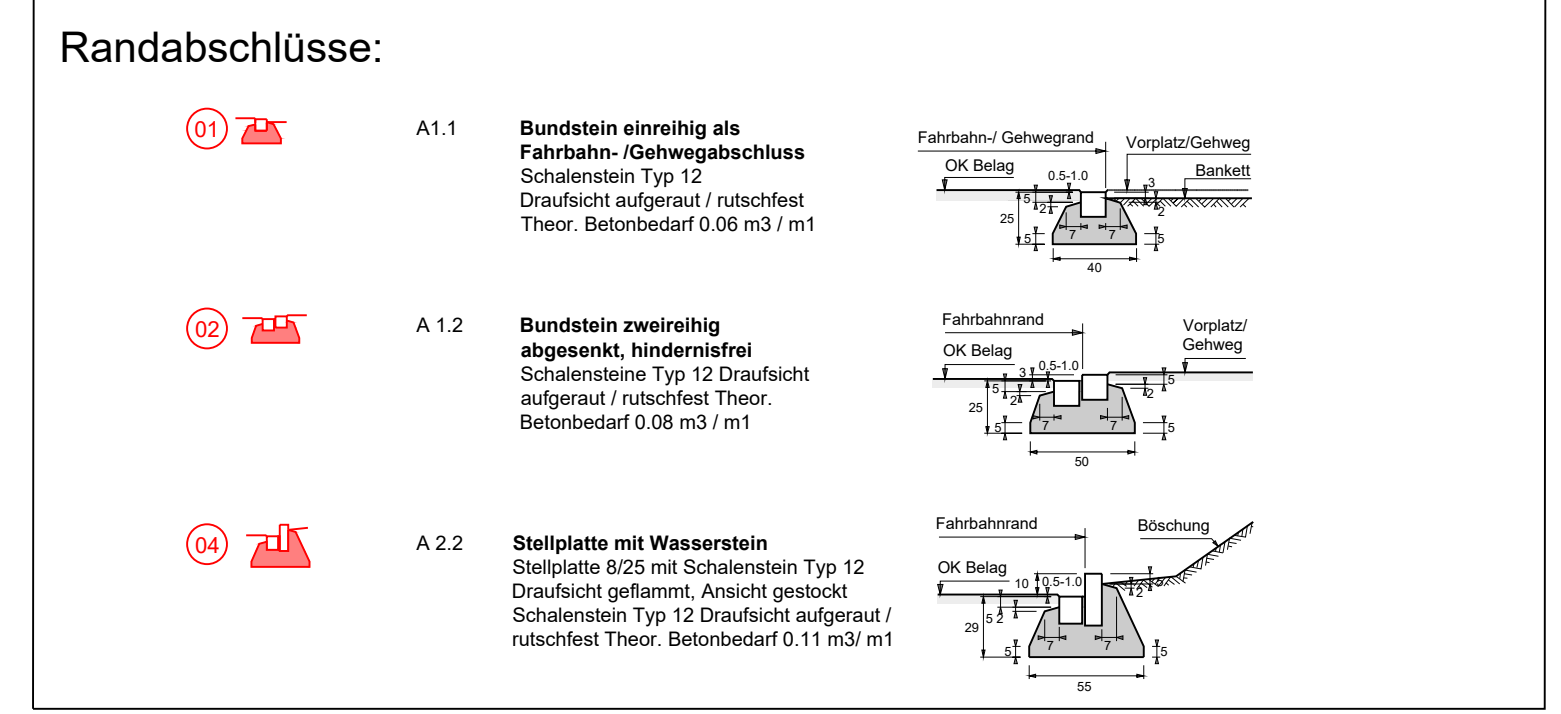 Randabschlüsse:
01
A1.1
Bundstein einreihig als
Fahrbahn- /Gehwegabschluss
Schalenstein Typ 12
Draufsicht aufgeraut / rutschfest
Theor. Betonbedarf 0.06 m3 / m1
Fahrbahn-/ Gehwegrand
Vorplatz/Gehweg
OK Belag
Bankett
0.5-1.0
3
5
2
2
25
7
7
5
5
40
02
A 1.2
Bundstein zweireihig
abgesenkt, hindernisfrei
Schalensteine Typ 12 Draufsicht
aufgeraut / rutschfest Theor.
Betonbedarf 0.08 m3 / m1
Fahrbahnrand
Vorplatz/
Gehweg
OK Belag
3
0.5-1.0
5
5
2
2
25
7
7
5
5
50
04
A 2.2
Stellplatte mit Wasserstein
Stellplatte 8/25 mit Schalenstein Typ 12
Draufsicht geflammt, Ansicht gestockt
Schalenstein Typ 12 Draufsicht aufgeraut /
rutschfest Theor. Betonbedarf 0.11 m3/ m1
Fahrbahnrand
Böschung
OK Belag
10
0.5-1.0
2
5 2
29
7
7
5
5
55